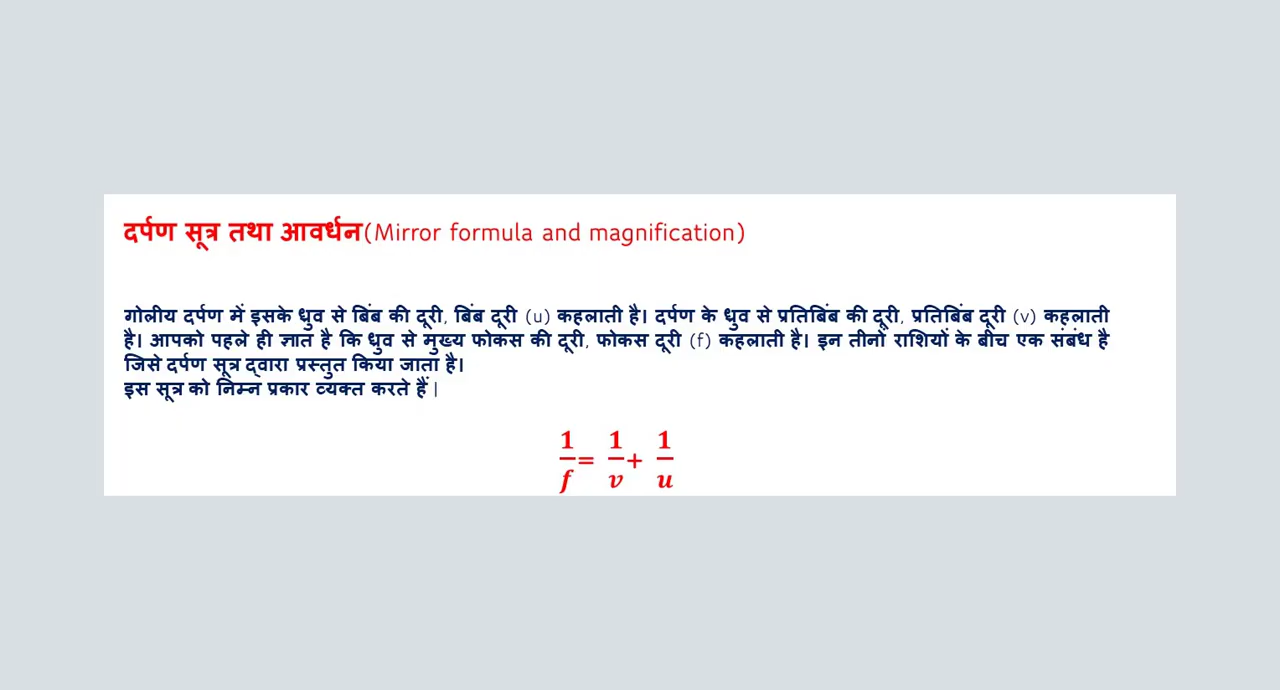 दर्पण सूत्र तथा आवर्धन(Mirror formula and magnification)
गोलीय दर्पण में इसके ध्रुव से बिंब की दूरी, बिंब दूरी (u) कहलाती है। दर्पण के ध्रुव से प्रतिबिंब की दूरी, प्रतिबिंब दूरी (v) कहलाती
है। आपको पहले ही ज्ञात है कि ध्रुव से मुख्य फोकस की दूरी, फोकस दूरी (f) कहलाती है। इन तीनों राशियों के बीच एक संबंध है
जिसे दर्पण सूत्र द्वारा प्रस्तुत किया जाता है।
इस सूत्र को निम्न प्रकार व्यक्त करते हैं |
1/f = 1/v + 1/u